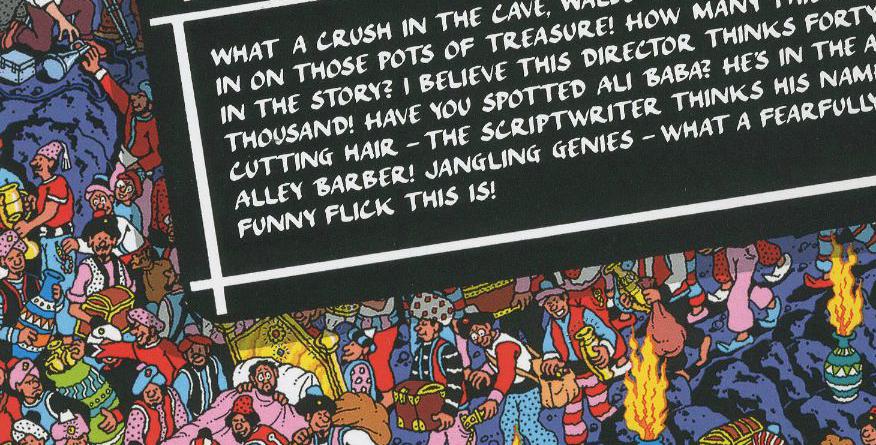 WHAT A CRUSH IN THE CAVE,
IN ON THOSE POTS OF TREASURE! HOW MANY
IN THE STORY? I BELIEVE THIS DIRECTOR THINKS FORTY
THOUSAND! HAVE YOU SPOTTED ALI BABA? HE'S IN THE
CUTTING HAIR – THE SCRIPTWRITER THINKS HIS
ALLEY BARBER! JANGLING GENIES – WHAT A FEARFULLY
FUNNY FLICK THIS IS!